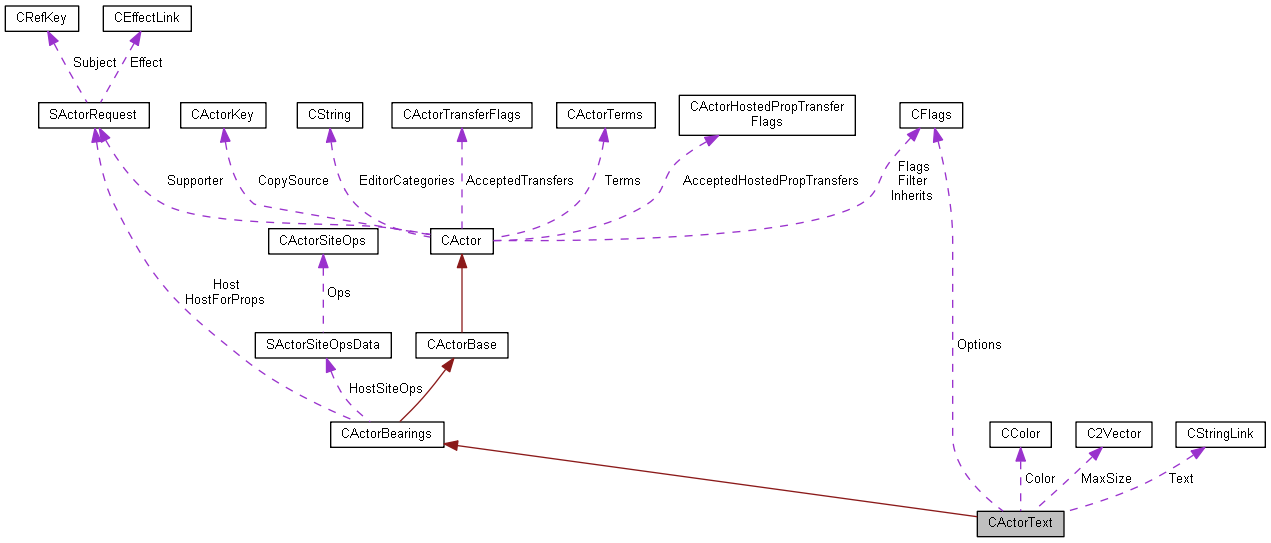 CRefKey
CEffectLink
Subject
Effect
SActorRequest
CActorKey
CString
CActorTransferFlags
CActorTerms
CActorHostedPropTransfer
Flags
CFlags
Supporter
CopySource
EditorCategories
AcceptedTransfers
Terms
AcceptedHostedPropTransfers
Flags
Filter
Inherits
CActorSiteOps
CActor
Host
HostForProps
Ops
SActorSiteOpsData
CActorBase
Options
HostSiteOps
CActorBearings
CColor
C2Vector
CStringLink
Color
MaxSize
Text
CActorText